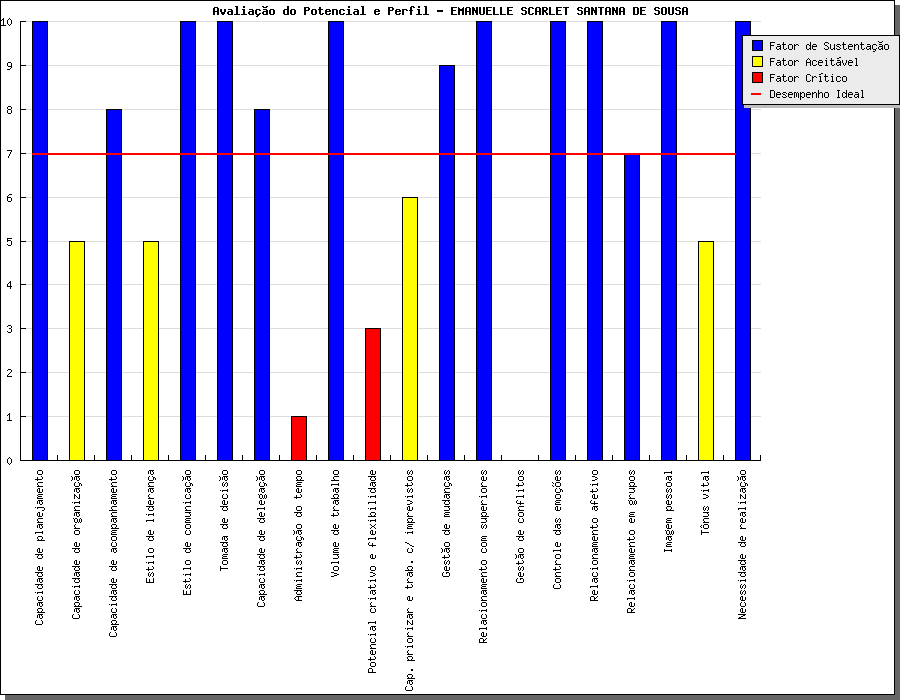 Avaliação do Potencial e Perfil - EMANUELLE SCARLET SANTANA DE SOUSA
10
9
8
7
6
5
4
3
2
1
0
Fator de Sustentação
Fator Aceitável
Fator Crítico
Desempenho Ideal
Capacidade de planejamento
Capacidade de organização
Capacidade de acompanhamento
Estilo de liderança
Estilo de comunicação
Tomada de decisão
Capacidade de delegação
Administração do tempo
Volume de trabalho
Potencial criativo e flexibilidade
Cap. priorizar e trab. c/ imprevistos
Gestão de mudanças
Relacionamento com superiores
Gestão de conflitos
Controle das emoções
Relacionamento afetivo
Relacionamento em grupos
Imagem pessoal
Tônus vital
Necessidade de realização